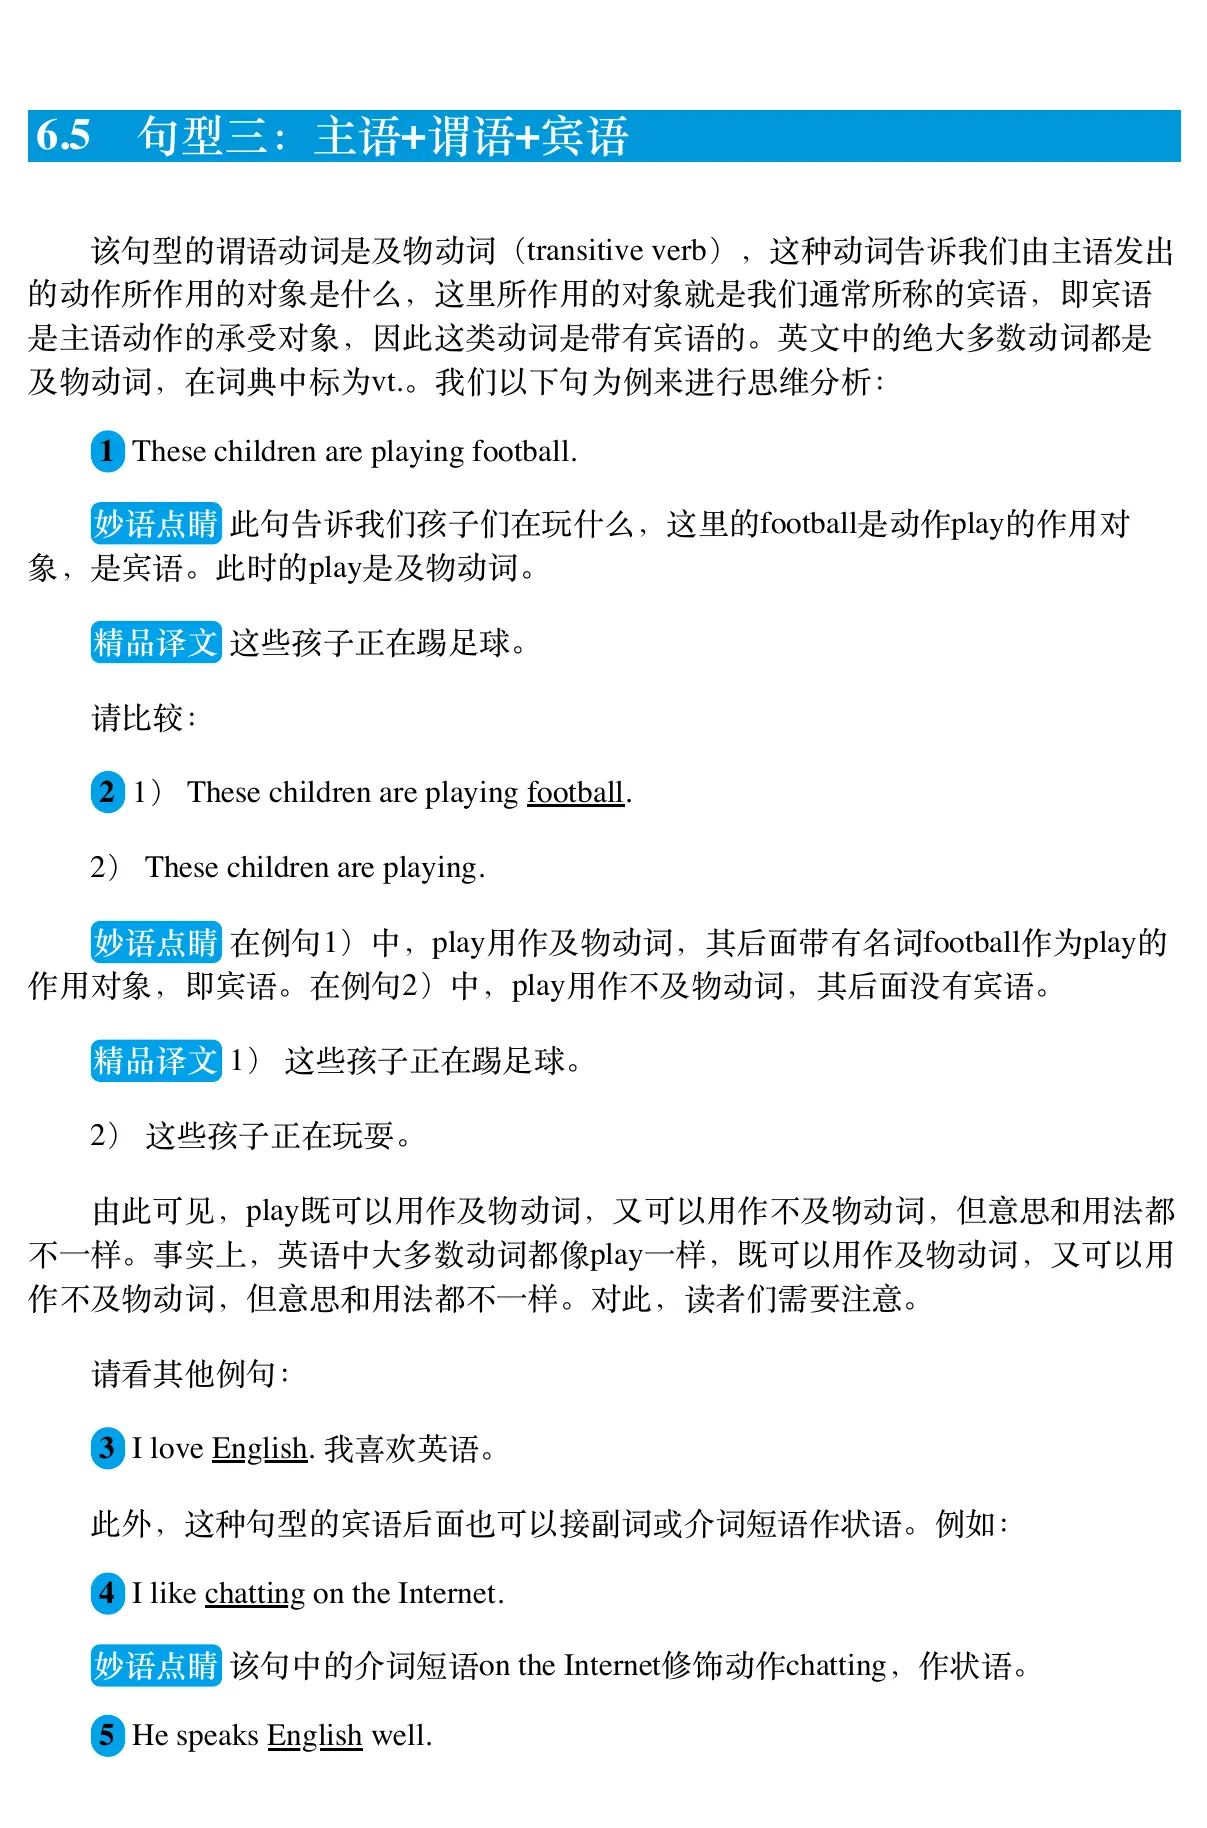 6.5 句型三：主语+谓语+宾语
该句型的谓语动词是及物动词（transitive verb），这种动词告诉我们由主语发出
的动作所作用的对象是什么，这里所作用的对象就是我们通常所称的宾语，即宾语
是主语动作的承受对象，因此这类动词是带有宾语的。英文中的绝大多数动词都是
及物动词，在词典中标为vt.。我们以下句为例来进行思维分析：
1 These children are playing football.
妙语点睛 此句告诉我们孩子们在玩什么，这里的football是动作play的作用对
象，是宾语。此时的play是及物动词。
精品译文 这些孩子正在踢足球。
请比较：
2 1） These children are playing football.
2） These children are playing.
妙语点睛 在例句1）中，play用作及物动词，其后面带有名词football作为play的
作用对象，即宾语。在例句2）中，play用作不及物动词，其后面没有宾语。
精品译文 1） 这些孩子正在踢足球。
2） 这些孩子正在玩耍。
由此可见，play既可以用作及物动词，又可以用作不及物动词，但意思和用法都
不一样。事实上，英语中大多数动词都像play一样，既可以用作及物动词，又可以用
作不及物动词，但意思和用法都不一样。对此，读者们需要注意。
请看其他例句：
3 I love English. 我喜欢英语。
此外，这种句型的宾语后面也可以接副词或介词短语作状语。例如：
4 I like chatting on the Internet.
妙语点睛 该句中的介词短语on the Internet修饰动作chatting，作状语。
5 He speaks English well.